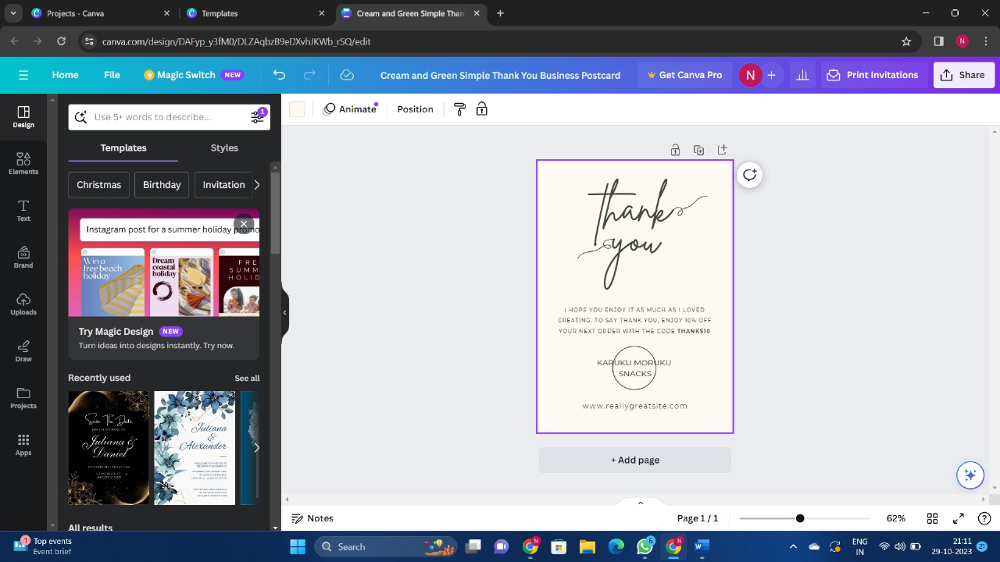 Projects - Canva
Templates
Cream and Green Simple Than
canva.com/design/DAFyp_y3fM0/DLZAqbzB9eDXvhJKWb_rSQ/edit
N
Home
File
Magic Switch NEW
Cream and Green Simple Thank You Business Postcard
Get Canva Pro
N
Print Invitations
Share
Design
Elements
Text
Brand
Uploads
Draw
Projects
Apps
Use 5+ words to describe...
1
Templates
Styles
Christmas
Birthday
Invitation
Instagram post for a summer holiday promo
Win a
free beach
holiday
Dream
coastal
holiday
FRE
SUMM
HOLID
Try Magic Design NEW
Turn ideas into designs instantly. Try now.
Recently used
See all
Save The Date
Juliana &
Daniel
Juliana &
Alexander
All results
Animate
Position
thank
you
I HOPE YOU ENJOY IT AS MUCH AS I LOVED
CREATING. TO SAY THANK YOU, ENJOY 10% OFF
YOUR NEXT ORDER WITH THE CODE THANKS10
KARUKU MORUKU
SNACKS
www.reallygreatsite.com
+ Add page
Notes
Page 1 / 1
62%
1
Top events
Event brief
Search
6
ENG
IN
21:11
29-10-2023
21